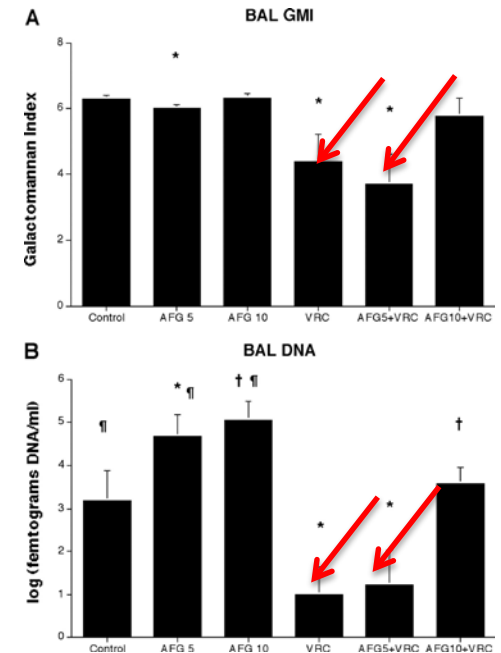 A
BAL GMI
Galactomannan Index
8
6
4
2
0
*
*
*
Control AFG 5 AFG 10 VRC AFG5+VRC AFG10+VRC
B
BAL DNA
log (femtograms DNA/ml)
6
5
4
3
2
1
0
¶
* ¶
† ¶
*
*
†
Control AFG 5 AFG 10 VRC AFG5+VRC AFG10+VRC